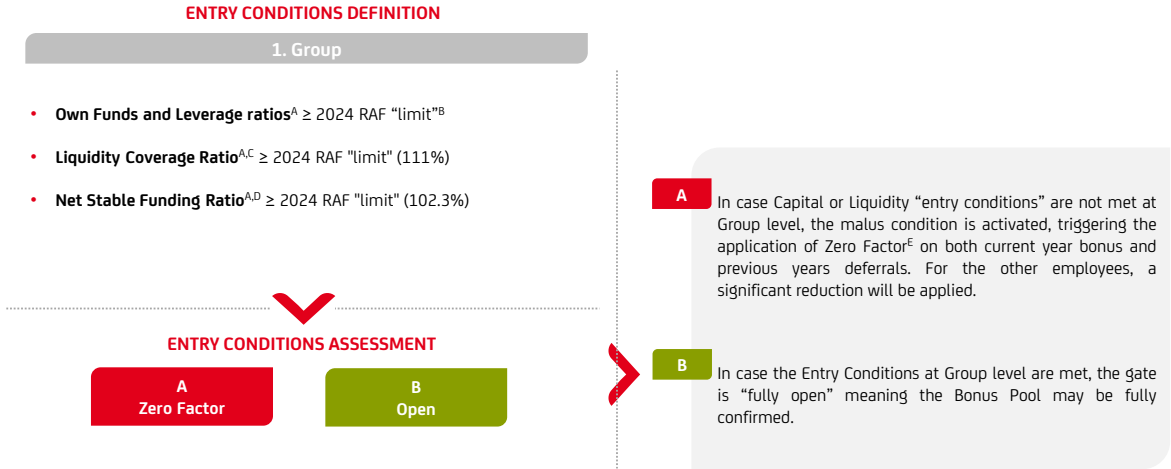 ENTRY CONDITIONS DEFINITION
1. Group
• Own Funds and Leverage ratiosᴬ ≥ 2024 RAF “limit”ᴮ
• Liquidity Coverage Ratioᴬ,ᶜ ≥ 2024 RAF "limit" (111%)
• Net Stable Funding Ratioᴬ,ᴰ ≥ 2024 RAF "limit" (102.3%)
ENTRY CONDITIONS ASSESSMENT
A
Zero Factor
B
Open
A
In case Capital or Liquidity “entry conditions” are not met at
Group level, the malus condition is activated, triggering the
application of Zero Factorᴱ on both current year bonus and
previous years deferrals. For the other employees, a
significant reduction will be applied.
B
In case the Entry Conditions at Group level are met, the gate
is “fully open” meaning the Bonus Pool may be fully
confirmed.